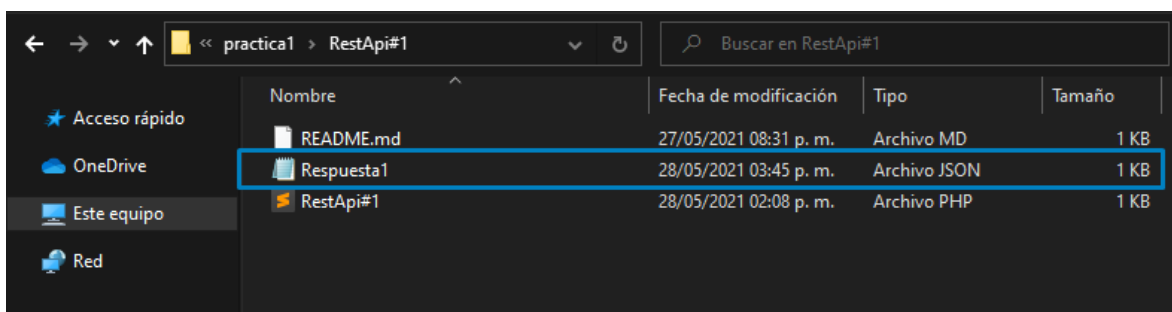 « practica1 > RestApi#1 Buscar en RestApi#1
Nombre Fecha de modificación Tipo Tamaño
Acceso rápido
README.md 27/05/2021 08:31 p. m. Archivo MD 1 KB
OneDrive
Respuesta1 28/05/2021 03:45 p. m. Archivo JSON 1 KB
Este equipo
RestApi#1 28/05/2021 02:08 p. m. Archivo PHP 1 KB
Red